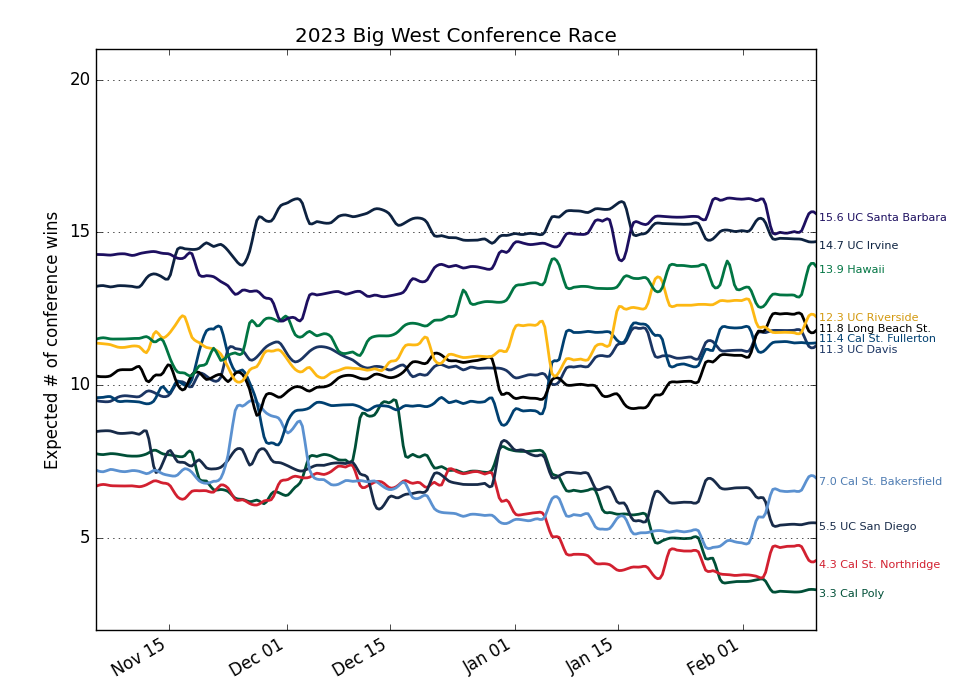 2023 Big West Conference Race
Expected # of conference wins
20
15
10
5
15.6 UC Santa Barbara
14.7 UC Irvine
13.9 Hawaii
12.3 UC Riverside
11.8 Long Beach St.
11.4 Cal St. Fullerton
11.3 UC Davis
7.0 Cal St. Bakersfield
5.5 UC San Diego
4.3 Cal St. Northridge
3.3 Cal Poly
Nov 15
Dec 01
Dec 15
Jan 01
Jan 15
Feb 01